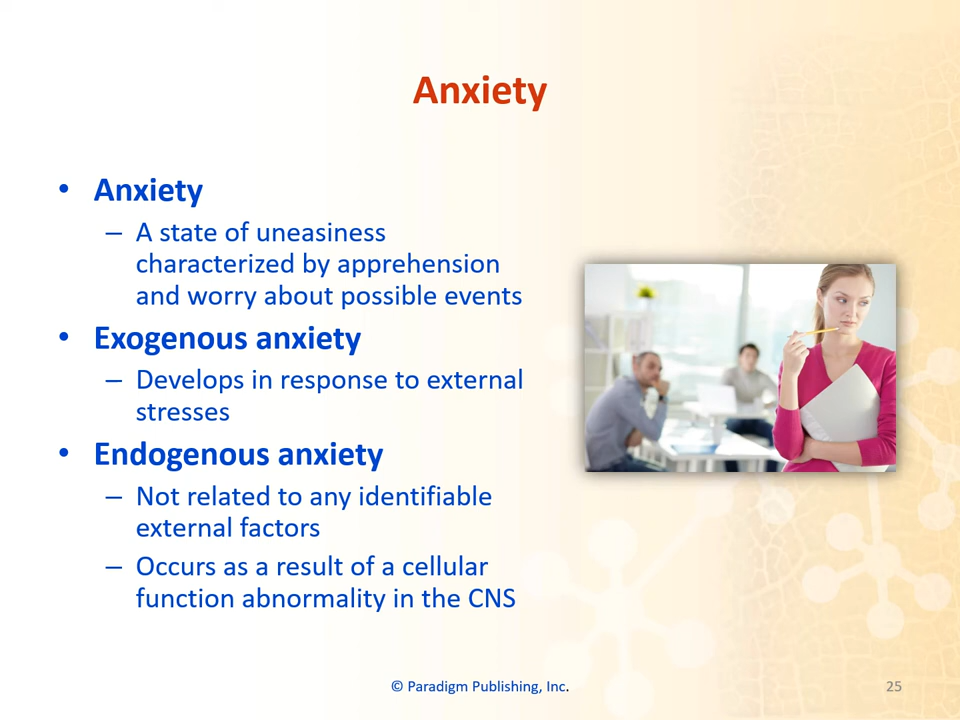 Anxiety
• Anxiety
– A state of uneasiness
characterized by apprehension
and worry about possible events
• Exogenous anxiety
– Develops in response to external
stresses
• Endogenous anxiety
– Not related to any identifiable
external factors
– Occurs as a result of a cellular
function abnormality in the CNS
© Paradigm Publishing, Inc.
25